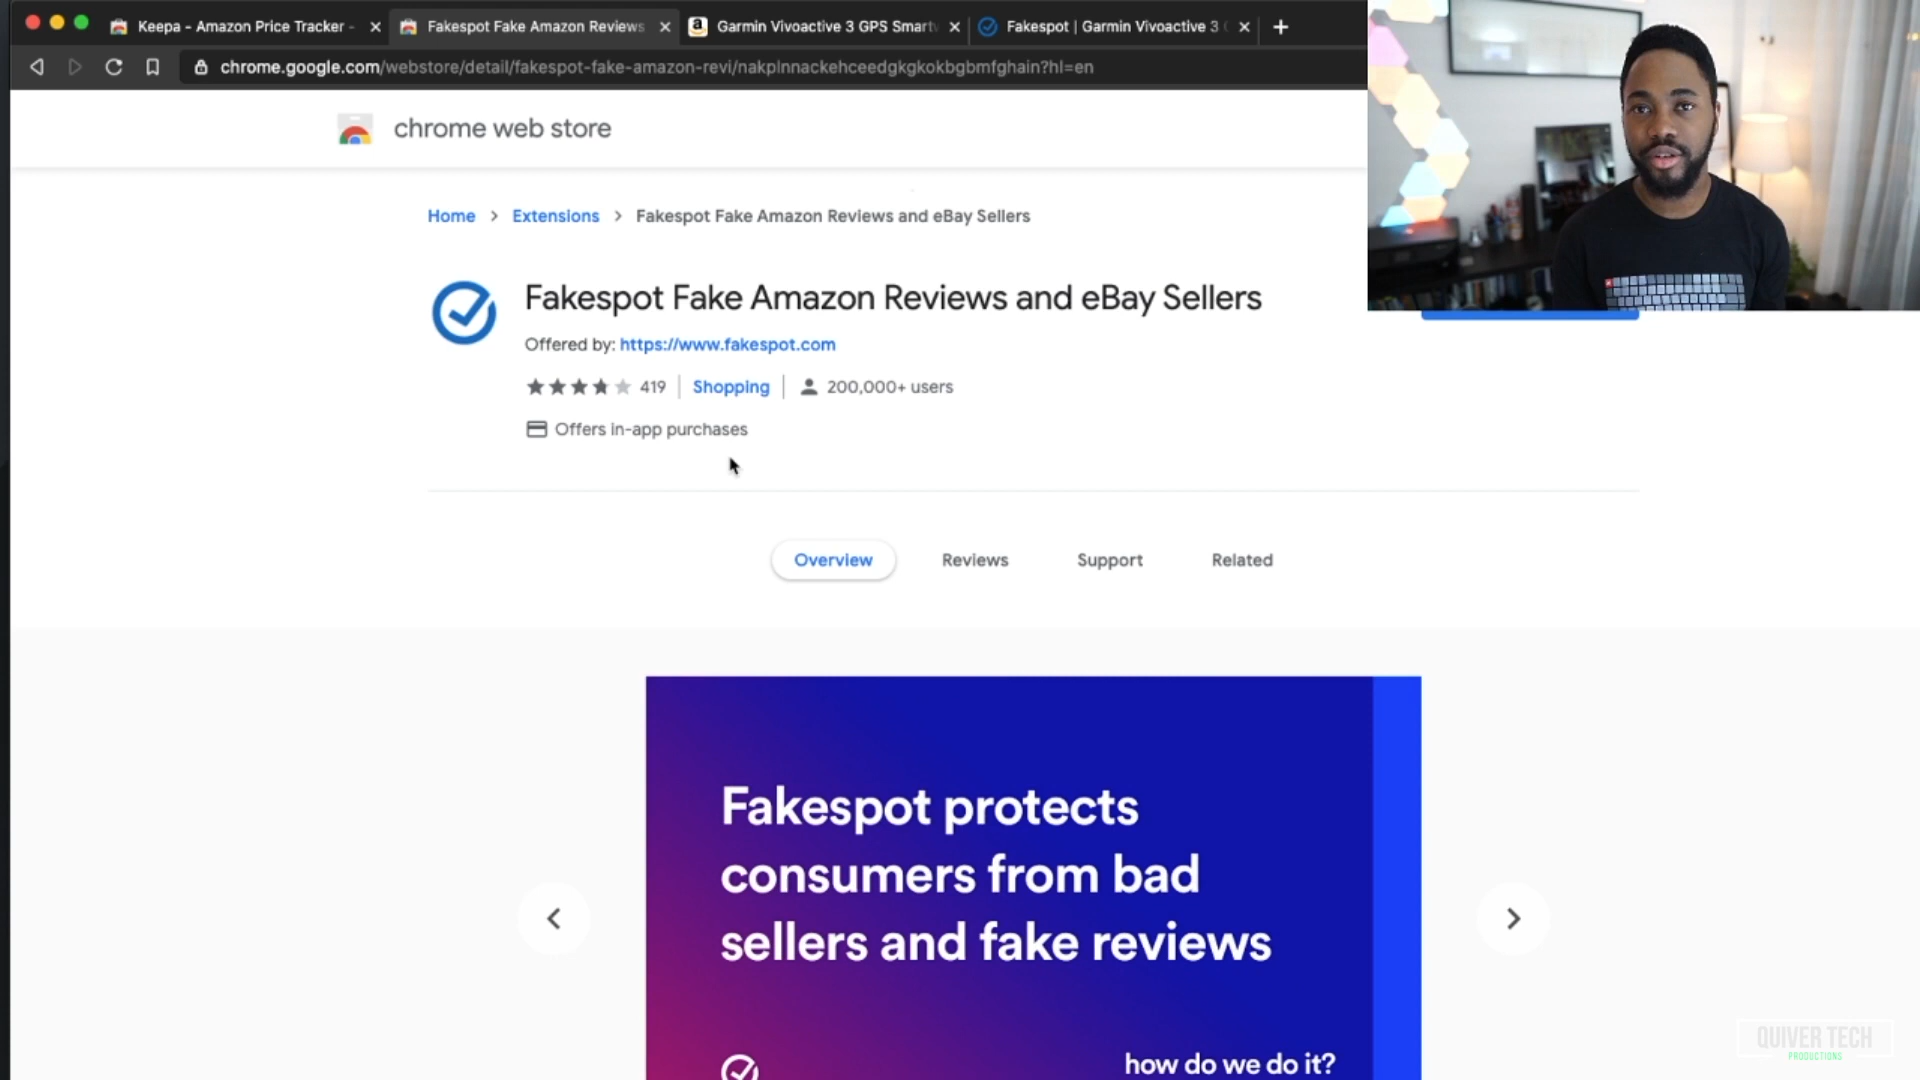 Keepa - Amazon Price Tracker -
Fakespot Fake Amazon Reviews
Garmin Vivoactive 3 GPS Smartw
Fakespot | Garmin Vivoactive 3 G
chrome.google.com/webstore/detail/fakespot-fake-amazon-revi/nakplnnackehceedgkgkokbgbmfghain?hl=en
chrome web store
Home > Extensions > Fakespot Fake Amazon Reviews and eBay Sellers
Fakespot Fake Amazon Reviews and eBay Sellers
Offered by: https://www.fakespot.com
419 | Shopping | 200,000+ users
Offers in-app purchases
Overview Reviews Support Related
Fakespot protects
consumers from bad
sellers and fake reviews
how do we do it?
QUIVER TECH
PRODUCTIONS